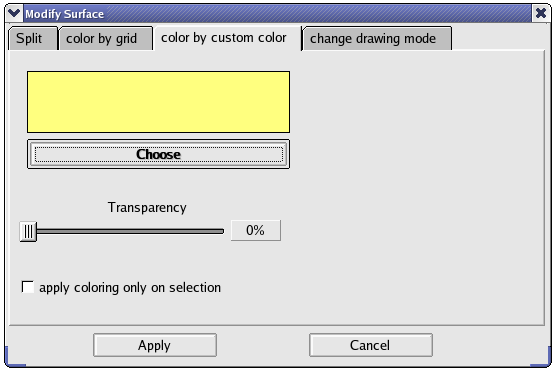 Modify Surface
Split color by grid color by custom color change drawing mode
Choose
Transparency
0%
apply coloring only on selection
Apply Cancel